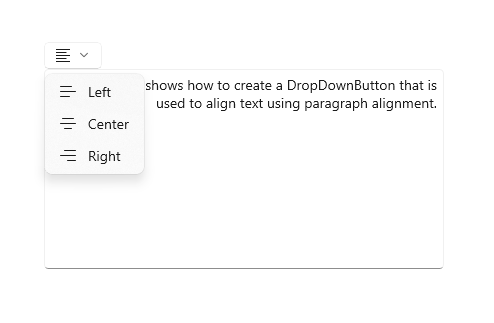 shows how to create a DropDownButton that is
used to align text using paragraph alignment.
Left
Center
Right